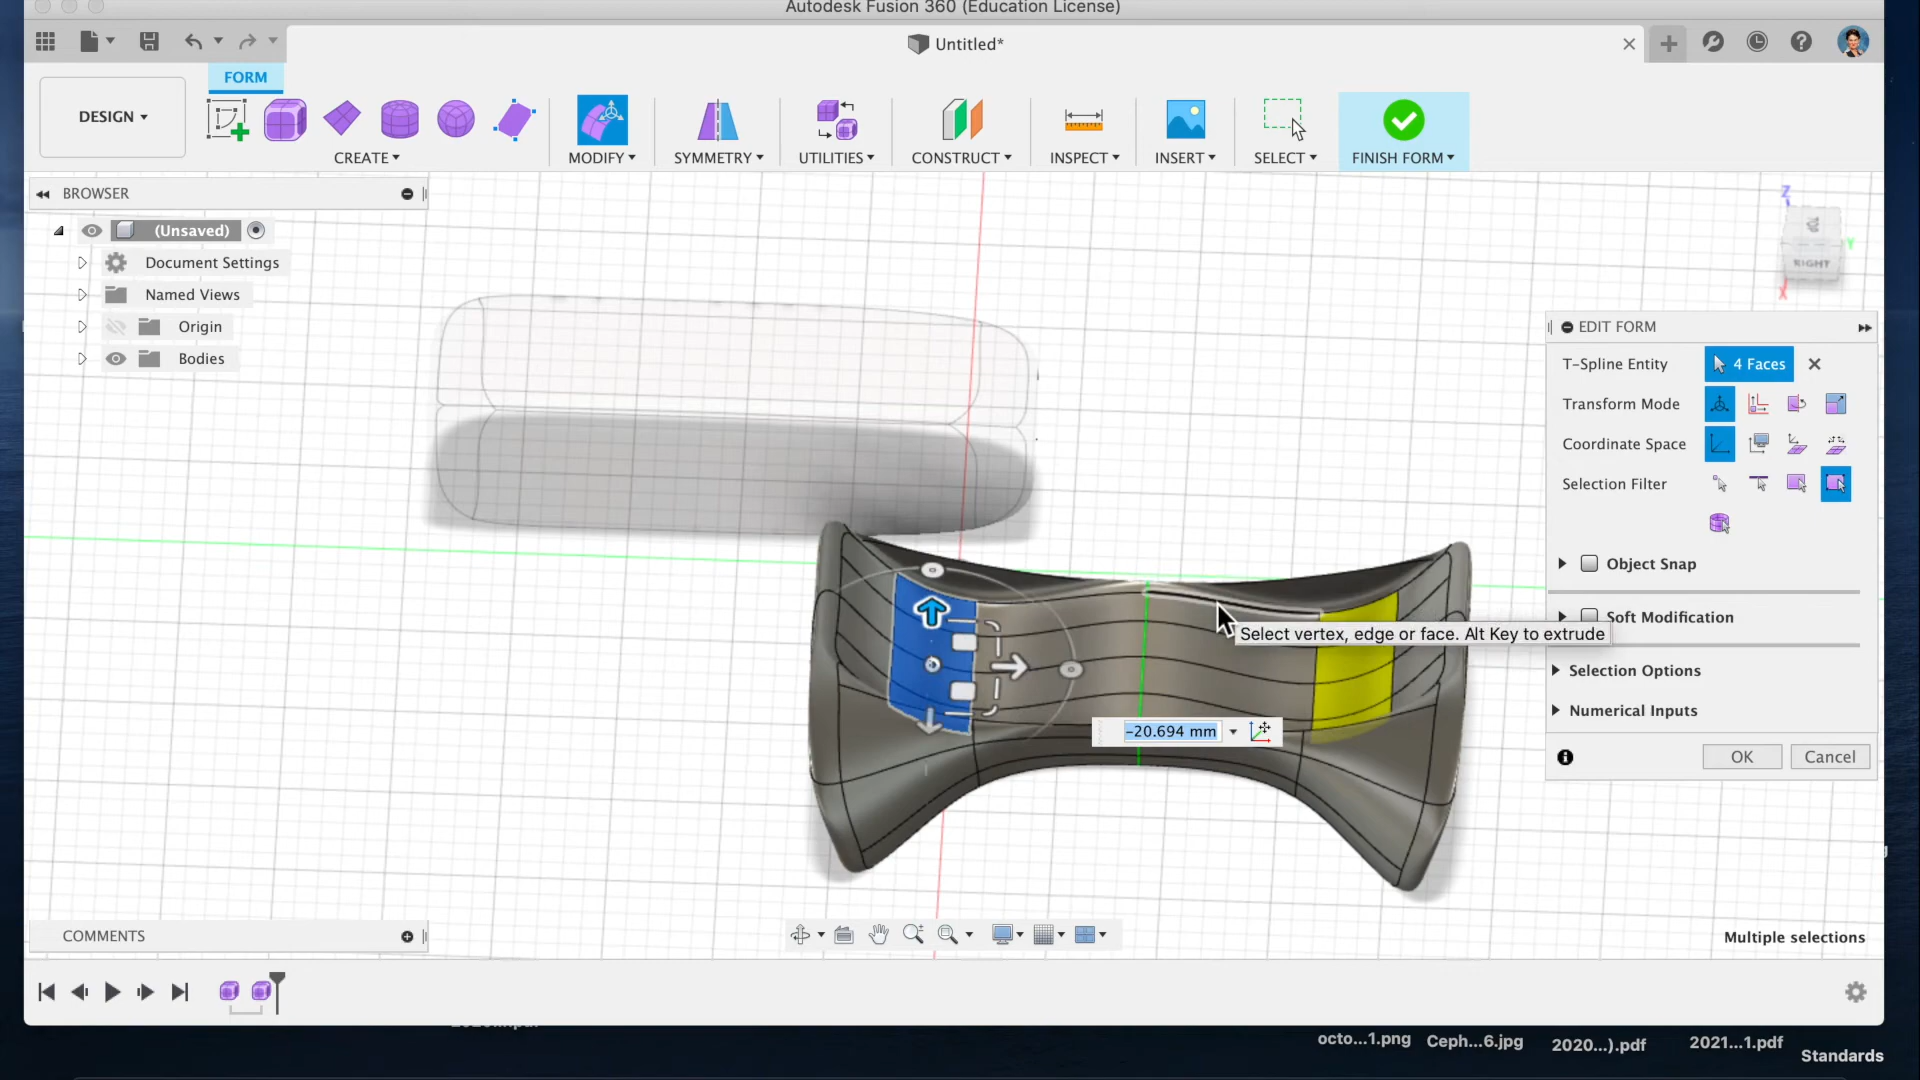 Autodesk Fusion 360 (Education License)
Untitled*
FORM
DESIGN
CREATE
MODIFY
SYMMETRY
UTILITIES
CONSTRUCT
INSPECT
INSERT
SELECT
FINISH FORM
BROWSER
(Unsaved)
Document Settings
Named Views
Origin
Bodies
Z
TOP
Y
RIGHT
X
EDIT FORM
T-Spline Entity
4 Faces
Transform Mode
Coordinate Space
Selection Filter
Object Snap
Soft Modification
Select vertex, edge or face. Alt Key to extrude
Selection Options
Numerical Inputs
-20.694 mm
OK
Cancel
COMMENTS
Multiple selections
octo...1.png
Ceph...6.jpg
2020...).pdf
2021...1.pdf
Standards